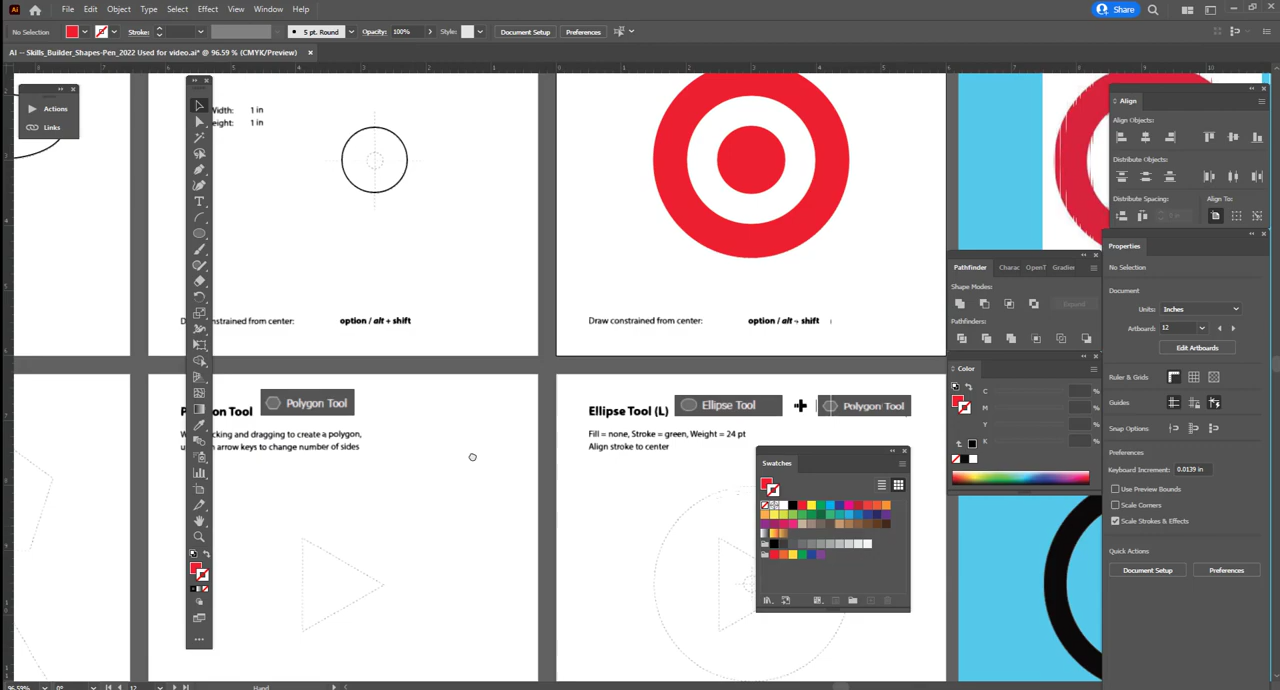 Ai File Edit Object Type Select Effect View Window Help Share
No Selection Stroke: 5 pt. Round Opacity: 100% Style: Document Setup Preferences
AI -- Skills_Builder_Shapes-Pen_2022 Used for video.ai* @ 96.59 % (CMYK/Preview) ×
Actions
Links
Width: 1 in
eight: 1 in
Draw constrained from center: option / alt + shift
Draw constrained from center: option / alt + shift
Polygon Tool
icking and dragging to create a polygon,
arrow keys to change number of sides
Ellipse Tool (L) Ellipse Tool + Polygon Tool
Fill = none, Stroke = green, Weight = 24 pt
Align stroke to center
Swatches
Align
Align Objects:
Distribute Objects:
Distribute Spacing: Align To:
Pathfinder Charac OpenT Gradier
Shape Modes:
Expand
Pathfinders:
Color
C %
M %
Y %
K %
Properties
No Selection
Document
Units: Inches
Artboard: 12
Edit Artboards
Ruler & Grids
Guides
Snap Options
Preferences
Keyboard Increment: 0.0139 in
Use Preview Bounds
Scale Corners
Scale Strokes & Effects
Quick Actions
Document Setup Preferences
96.59% 0° 12 Hand